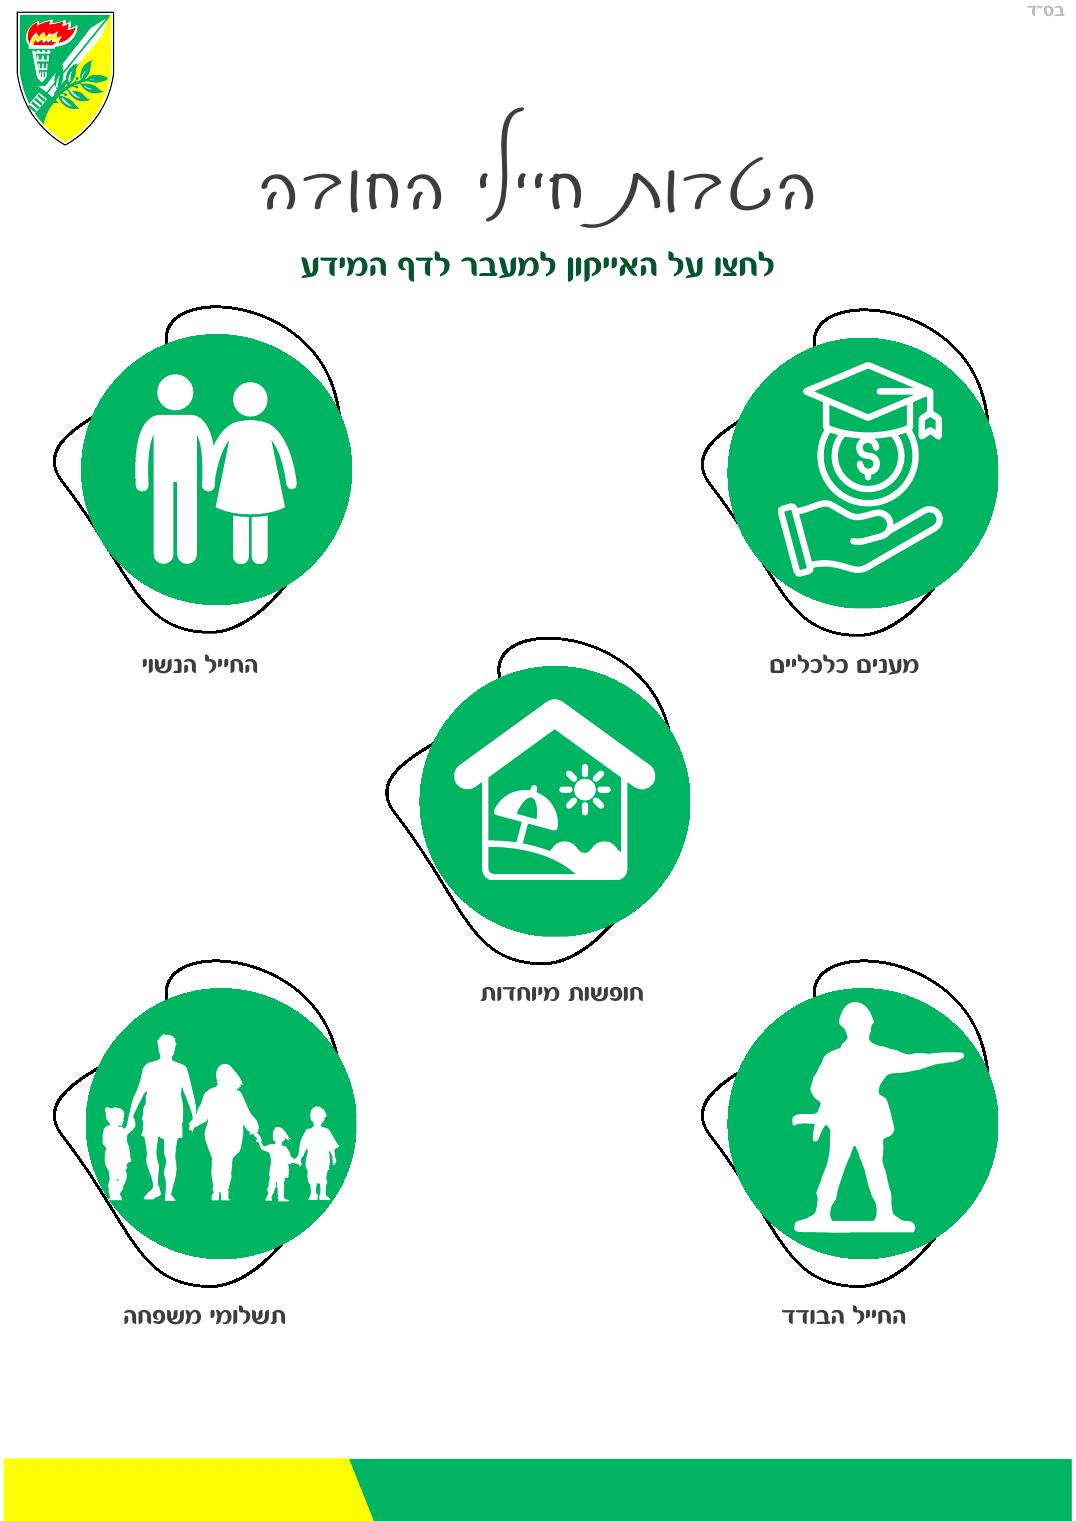 בס״ד
הטבות חיילי החובה
לחצו על האייקון למעבר לדף המידע
מענים כלכליים
החייל הנשוי
חופשות מיוחדות
החייל הבודד
תשלומי משפחה